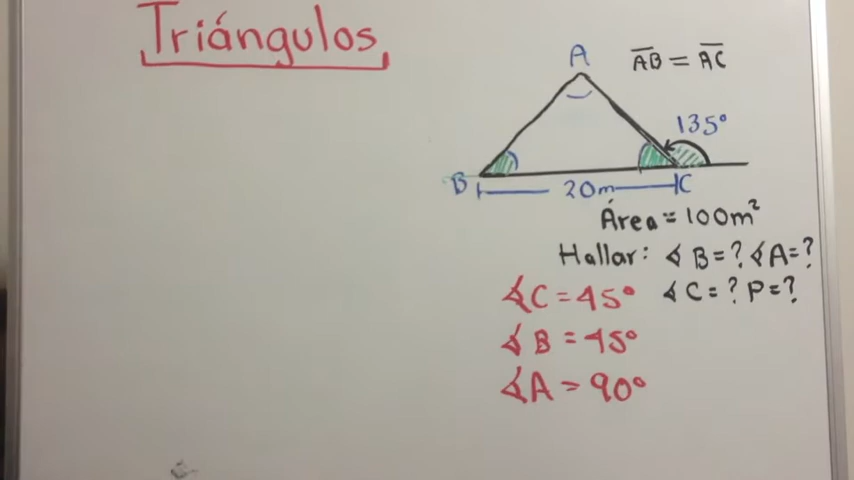 Triángulos
A
AB = AC
135°
B
20m
C
Área = 100m²
Hallar: ∢ B = ? ∢ A = ?
∢ C = ? P = ?
∢C = 45°
∢ B = 45°
∢A = 90°